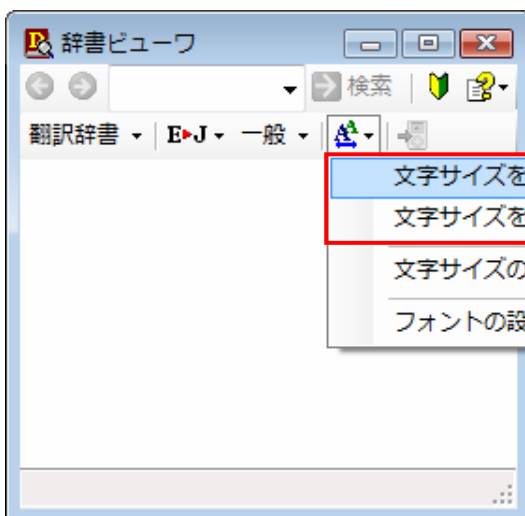 辞書ビューワ
検索
翻訳辞書 E▸J 一般
文字サイズを
文字サイズを
文字サイズの
フォントの設